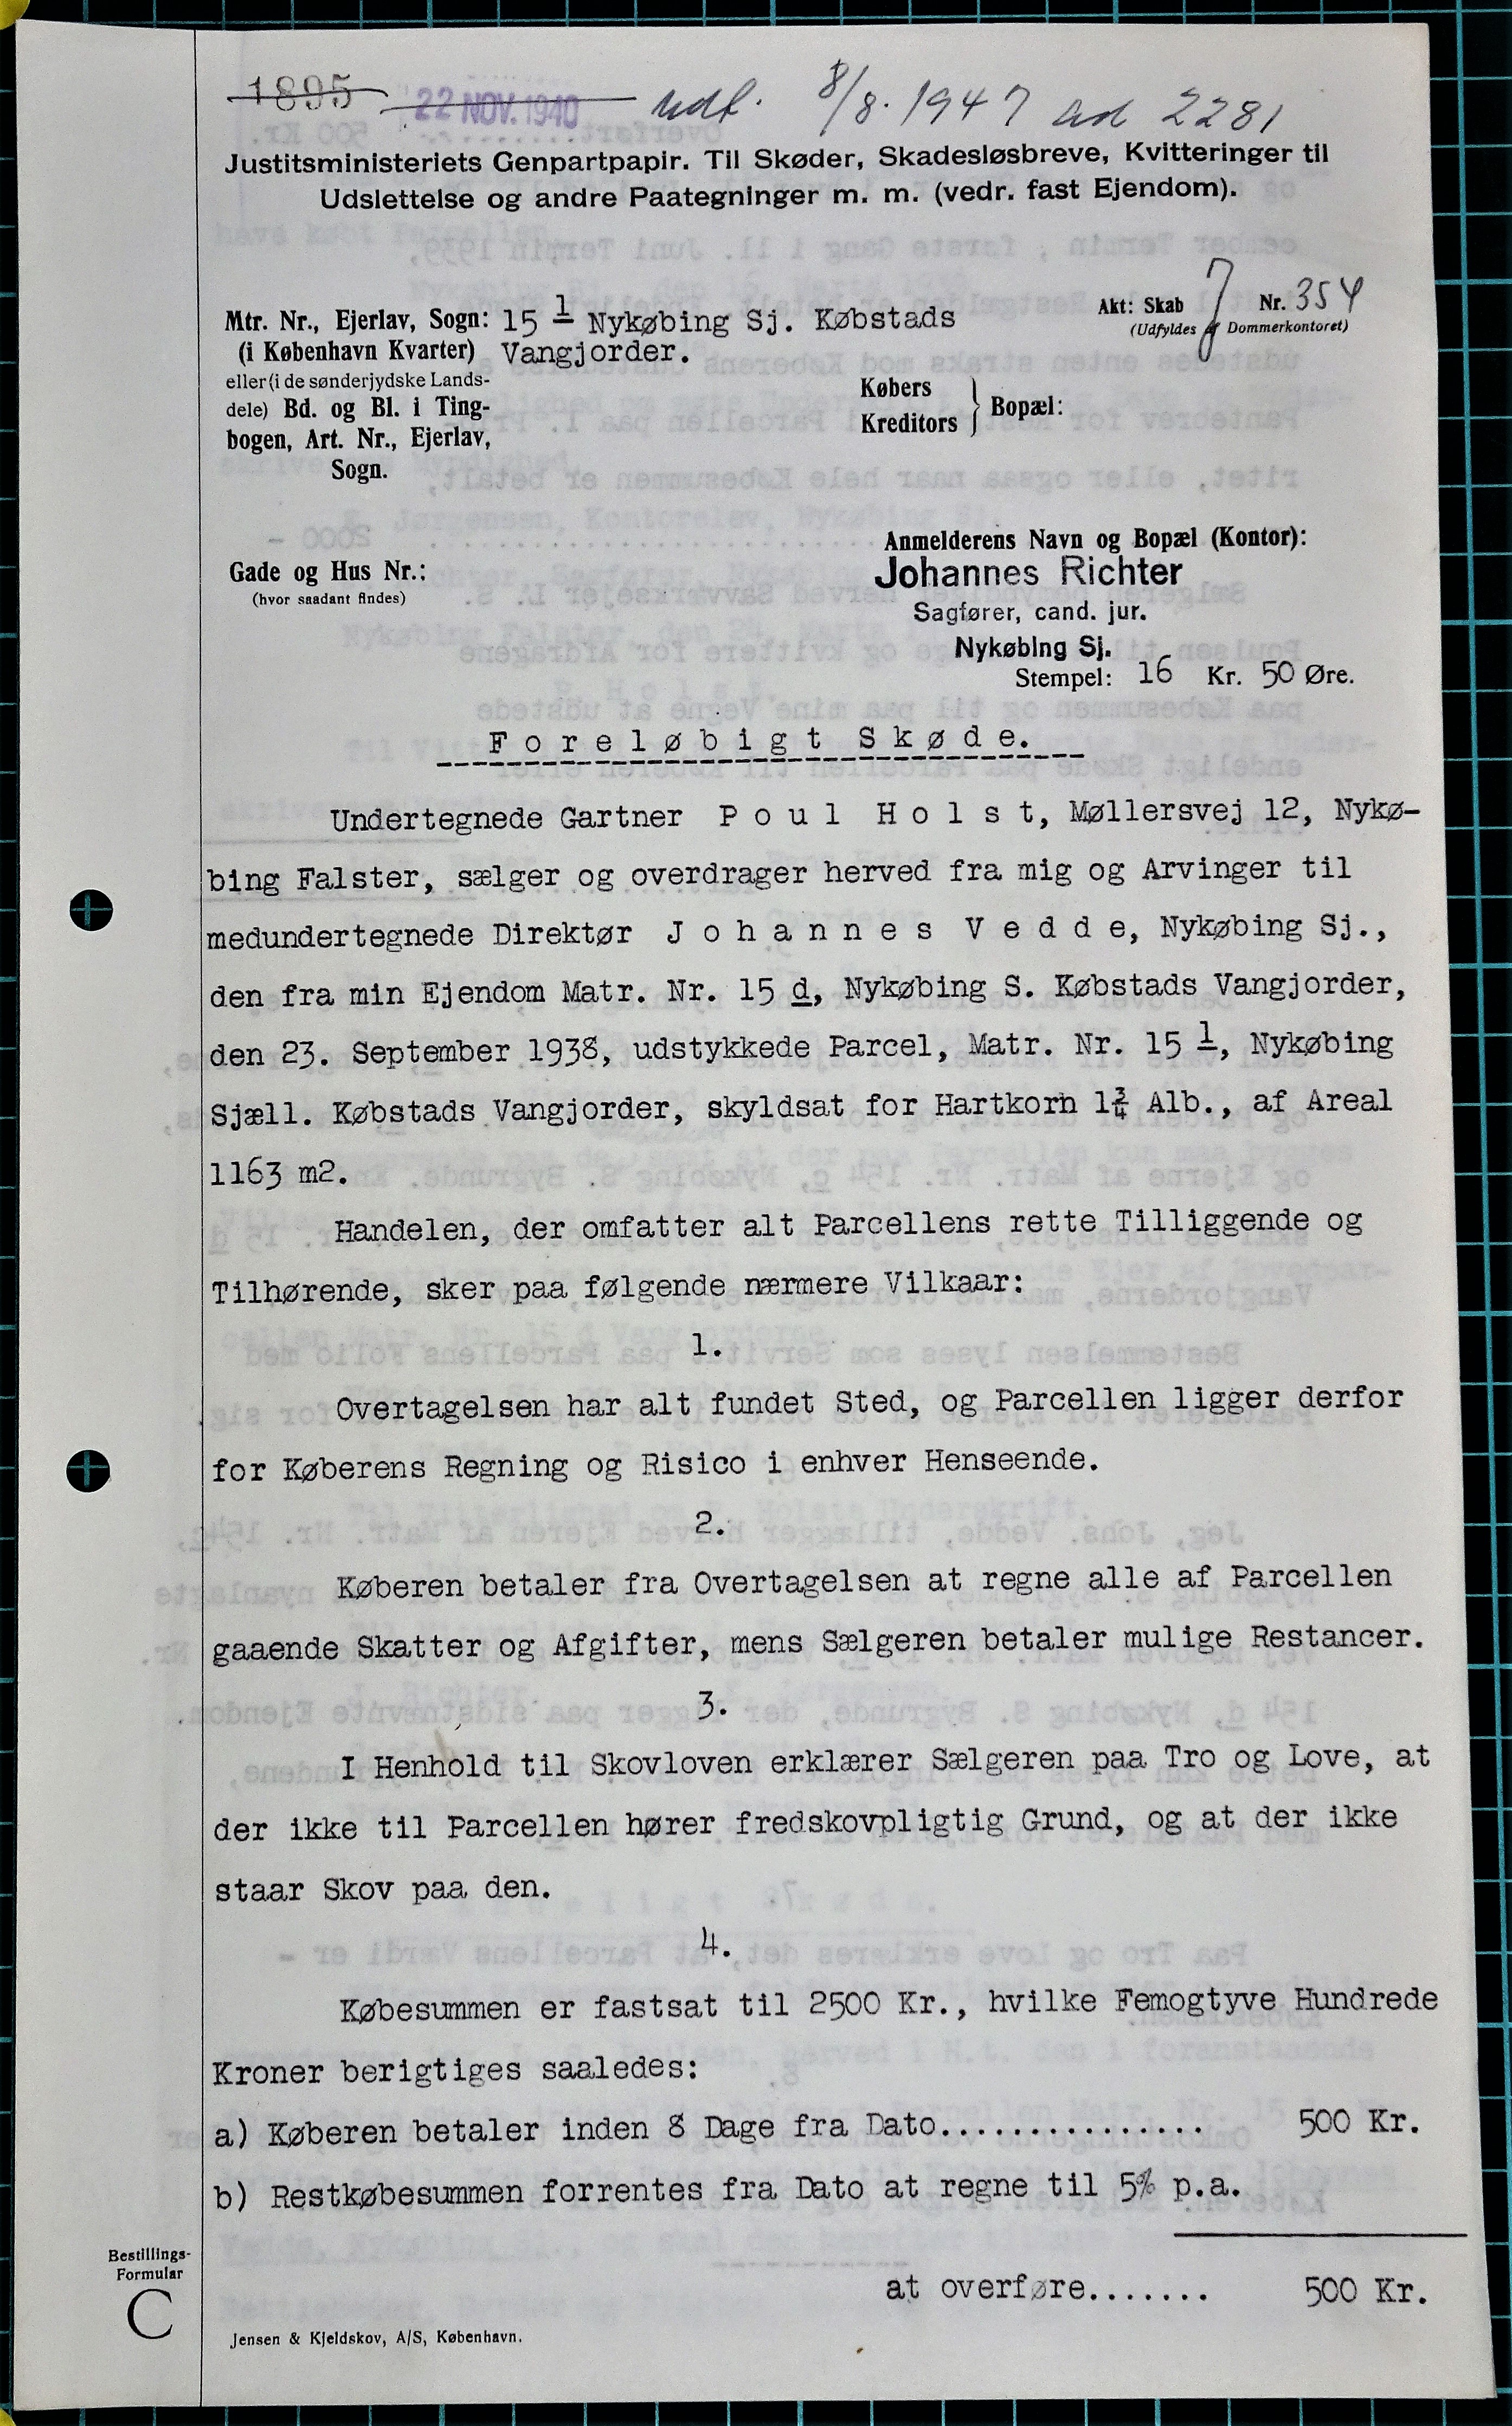 1895 22 NOV. 1940 udl. 8/8. 1947 ad 2281
Justitsministeriets Genpartpapir. Til Skøder, Skadesløsbreve, Kvitteringer til
Udslettelse og andre Paategninger m. m. (vedr. fast Ejendom).
Mtr. Nr., Ejerlav, Sogn: 15 l Nykøbing Sj. Købstads
(i København Kvarter) Vangjorder.
eller (i de sønderjydske Lands-
dele) Bd. og Bl. i Ting-
bogen, Art. Nr., Ejerlav,
Sogn.
Akt: Skab J Nr. 354
(Udfyldes af Dommerkontoret)
Købers
Kreditors } Bopæl:
Gade og Hus Nr.:
(hvor saadant findes)
Anmelderens Navn og Bopæl (Kontor):
Johannes Richter
Sagfører, cand. jur.
Nykøbing Sj.
Stempel: 16 Kr. 50 Øre.
Foreløbigt Skøde.
Undertegnede Gartner Poul Holst, Møllersvej 12, Nykø-
bing Falster, sælger og overdrager herved fra mig og Arvinger til
medundertegnede Direktør Johannes Vedde, Nykøbing Sj.,
den fra min Ejendom Matr. Nr. 15 d, Nykøbing S. Købstads Vangjorder,
den 23. September 1938, udstykkede Parcel, Matr. Nr. 15 l, Nykøbing
Sjæll. Købstads Vangjorder, skyldsat for Hartkorn 1¾ Alb., af Areal
1163 m2.
Handelen, der omfatter alt Parcellens rette Tilliggende og
Tilhørende, sker paa følgende nærmere Vilkaar:
1.
Overtagelsen har alt fundet Sted, og Parcellen ligger derfor
for Køberens Regning og Risico i enhver Henseende.
2.
Køberen betaler fra Overtagelsen at regne alle af Parcellen
gaaende Skatter og Afgifter, mens Sælgeren betaler mulige Restancer.
3.
I Henhold til Skovloven erklærer Sælgeren paa Tro og Love, at
der ikke til Parcellen hører fredskovpligtig Grund, og at der ikke
staar Skov paa den.
4.
Købesummen er fastsat til 2500 Kr., hvilke Femogtyve Hundrede
Kroner berigtiges saaledes:
a) Køberen betaler inden 8 Dage fra Dato............... 500 Kr.
b) Restkøbesummen forrentes fra Dato at regne til 5% p.a.
at overføre....... 500 Kr.
Bestillings-
Formular
C
Jensen & Kjeldskov, A/S, København.